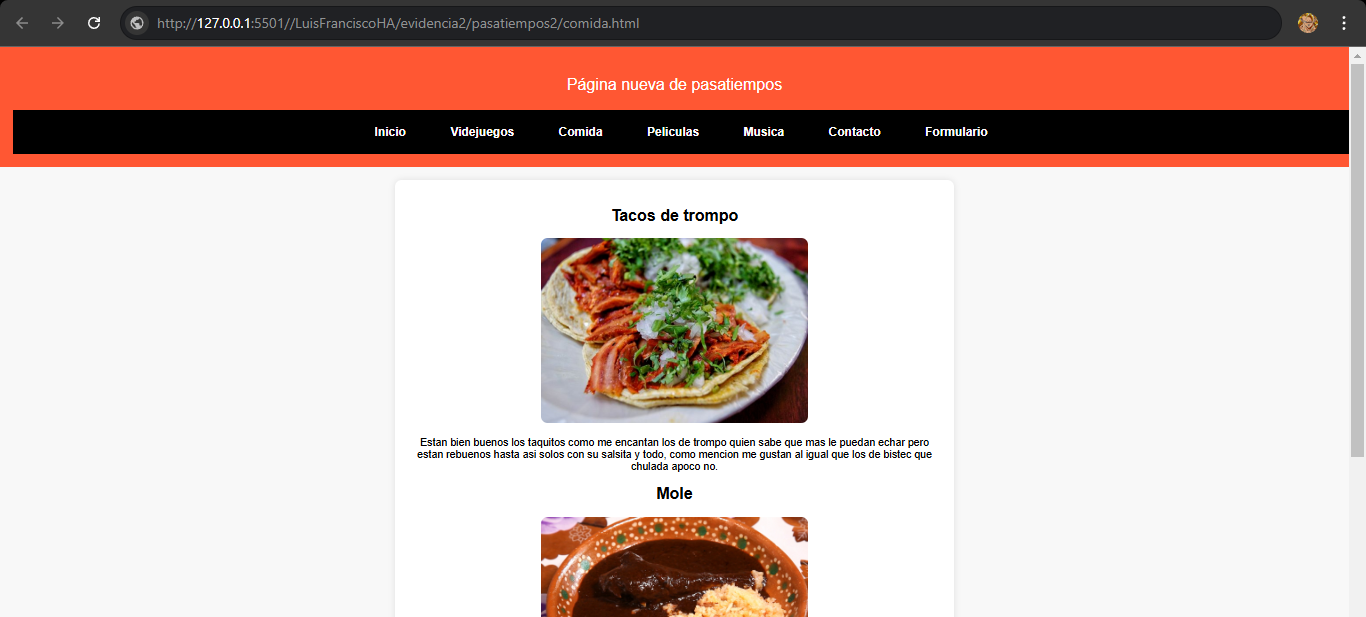 http://127.0.0.1:5501//LuisFranciscoHA/evidencia2/pasatiempos2/comida.html
Página nueva de pasatiempos
Inicio Videjuegos Comida Peliculas Musica Contacto Formulario
Tacos de trompo
Estan bien buenos los taquitos como me encantan los de trompo quien sabe que mas le puedan echar pero
estan rebuenos hasta asi solos con su salsita y todo, como mencion me gustan al igual que los de bistec que
chulada apoco no.
Mole